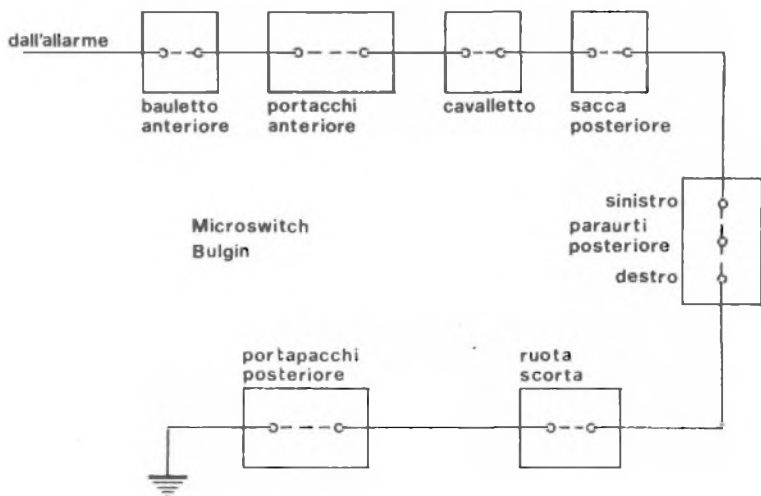 dall'allarme
bauletto
anteriore
portacchi
anteriore
cavalletto
sacca
posteriore
sinistro
paraurti
posteriore
destro
Microswitch
Bulgin
portapacchi
posteriore
ruota
scorta